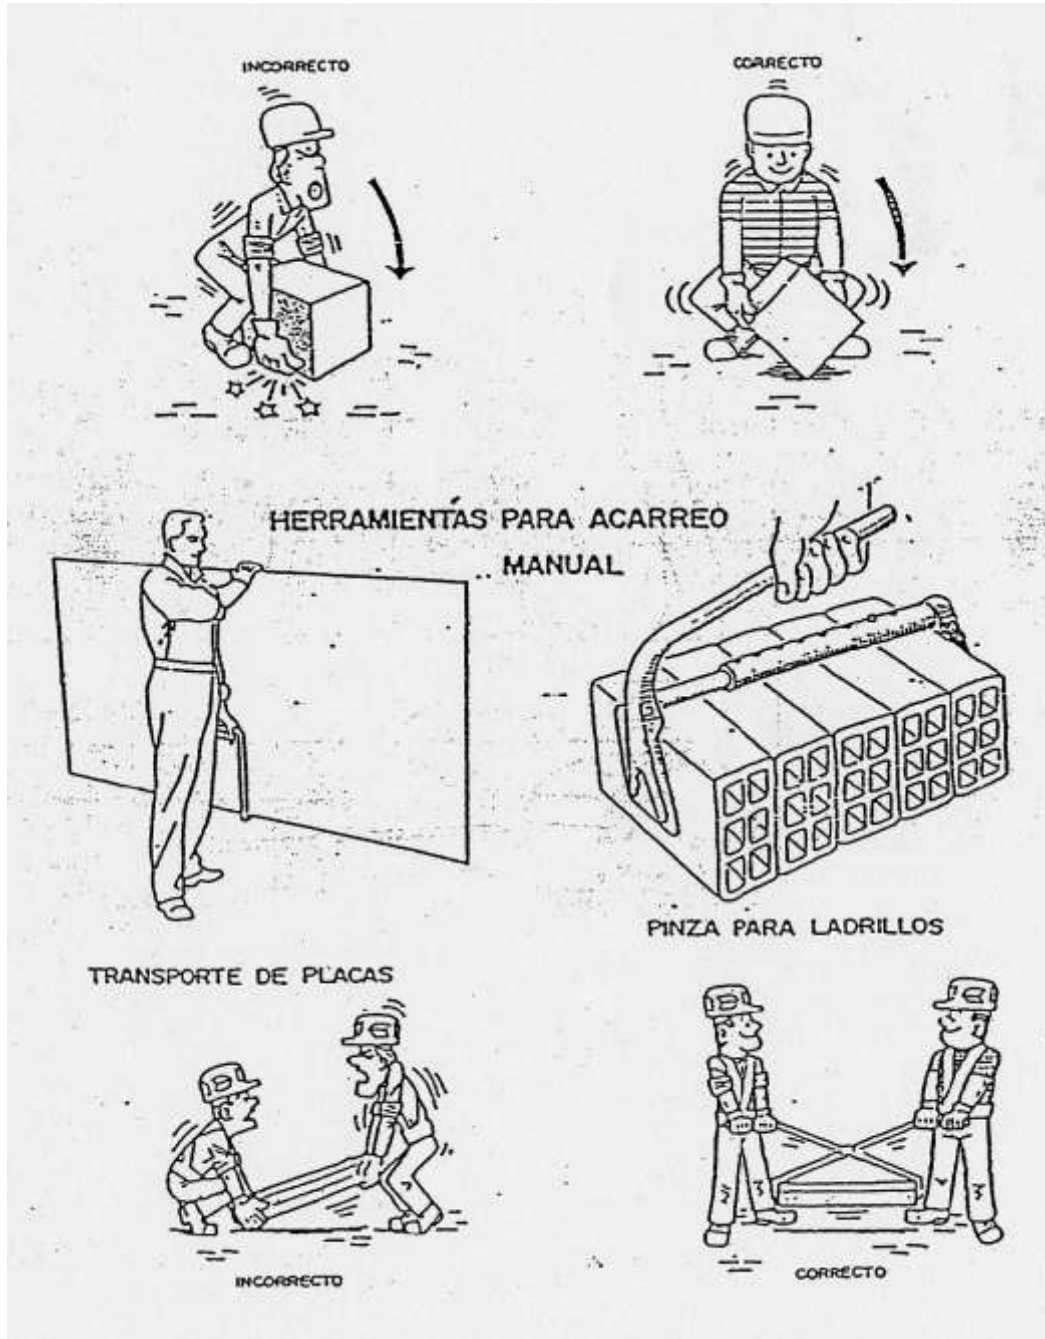 INCORRECTO
CORRECTO
HERRAMIENTAS PARA ACARREO
MANUAL
PINZA PARA LADRILLOS
TRANSPORTE DE PLACAS
INCORRECTO
CORRECTO